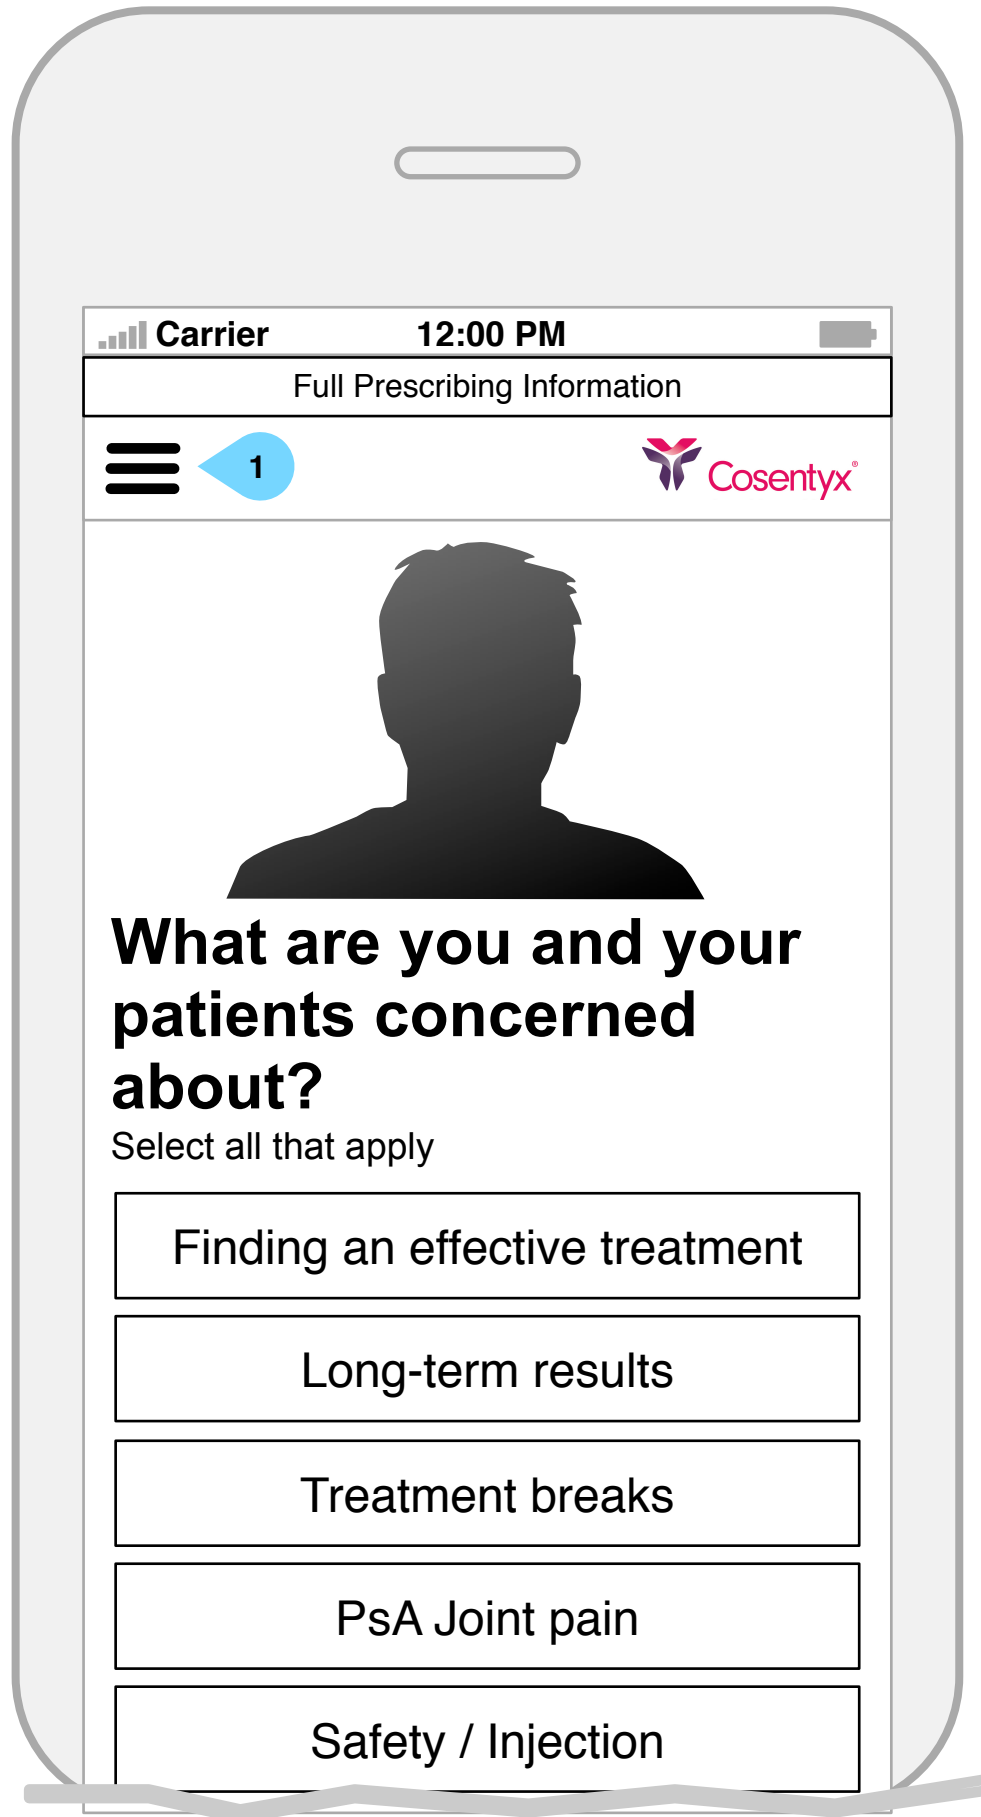 Carrier 12:00 PM
Full Prescribing Information
1
Cosentyx®
What are you and your
patients concerned
about?
Select all that apply
Finding an effective treatment
Long-term results
Treatment breaks
PsA Joint pain
Safety / Injection